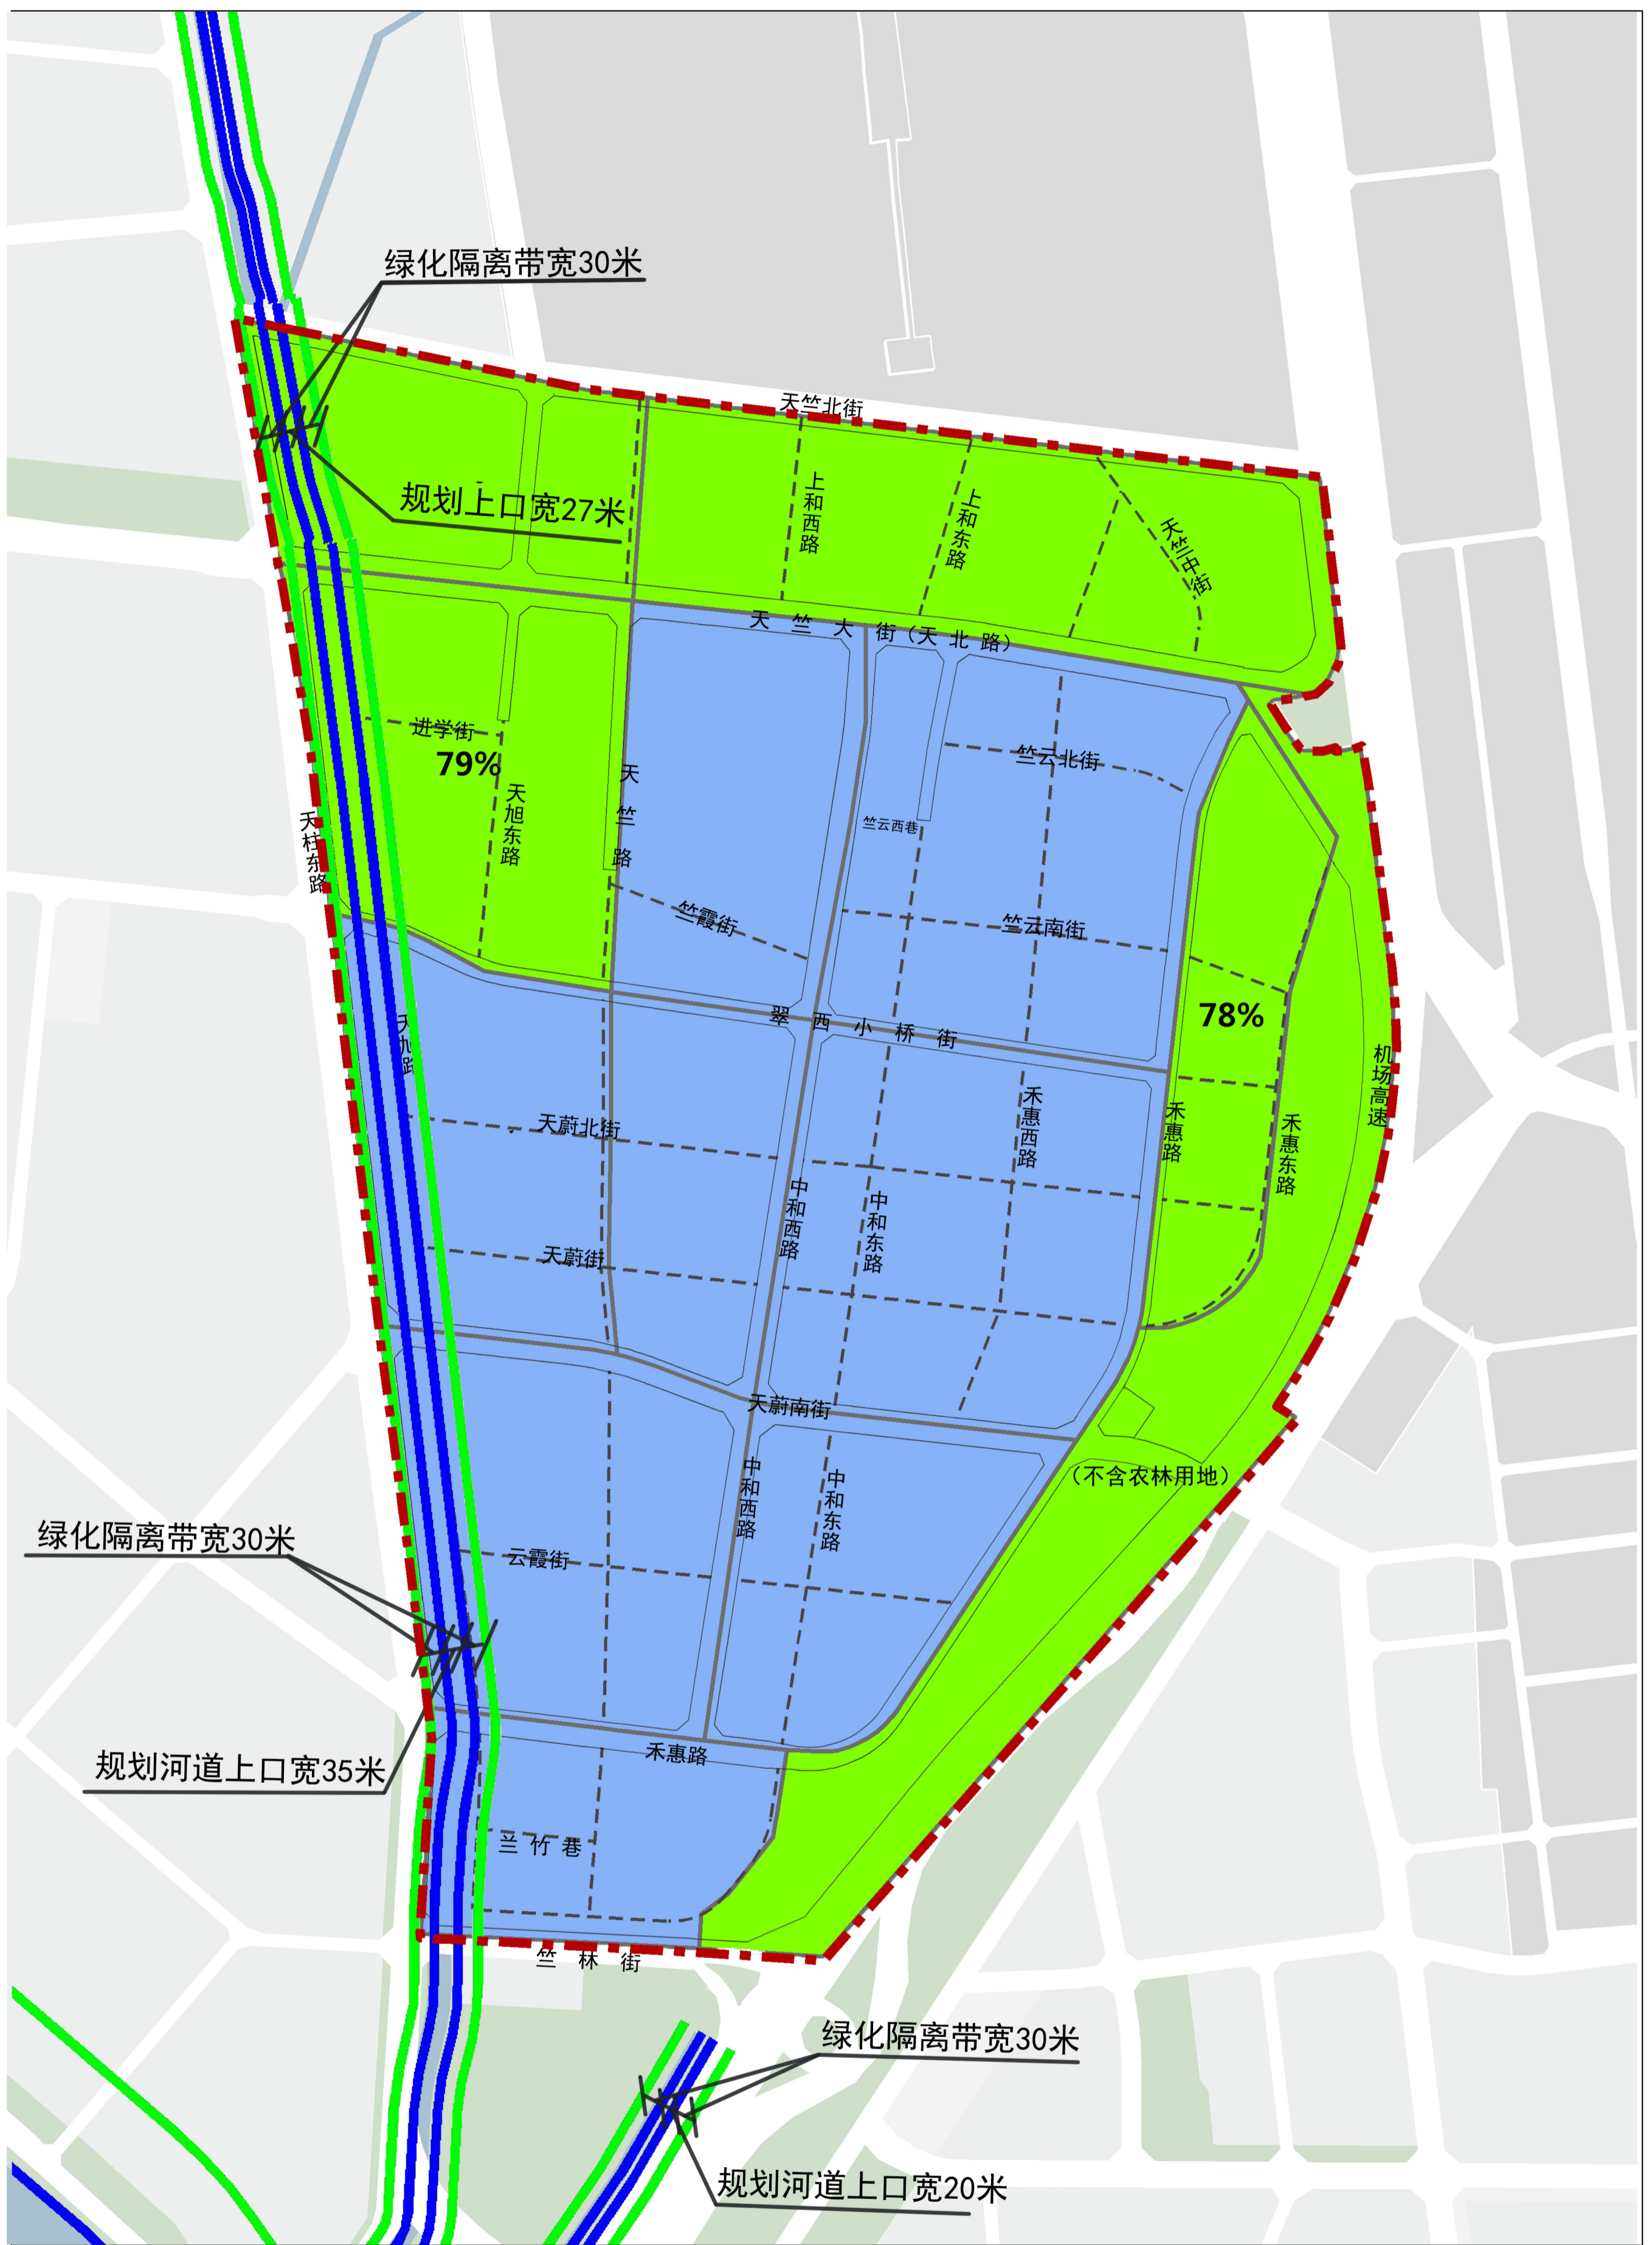 绿化隔离带宽30米
天竺北街
规划上口宽27米
上和西路
上和东路
天竺中街
天竺大街（天北路）
进学街
79%
天旭东路
天竺路
竺云北街
竺云西巷
天柱东路
竺霞街
竺云南街
78%
翠西小桥街
天旭路
机场高速
天蔚北街
禾惠西路
禾惠路
禾惠东路
中和西路
中和东路
天蔚街
天蔚南街
（不含农林用地）
中和西路
中和东路
绿化隔离带宽30米
云霞街
规划河道上口宽35米
禾惠路
兰竹巷
竺林街
绿化隔离带宽30米
规划河道上口宽20米